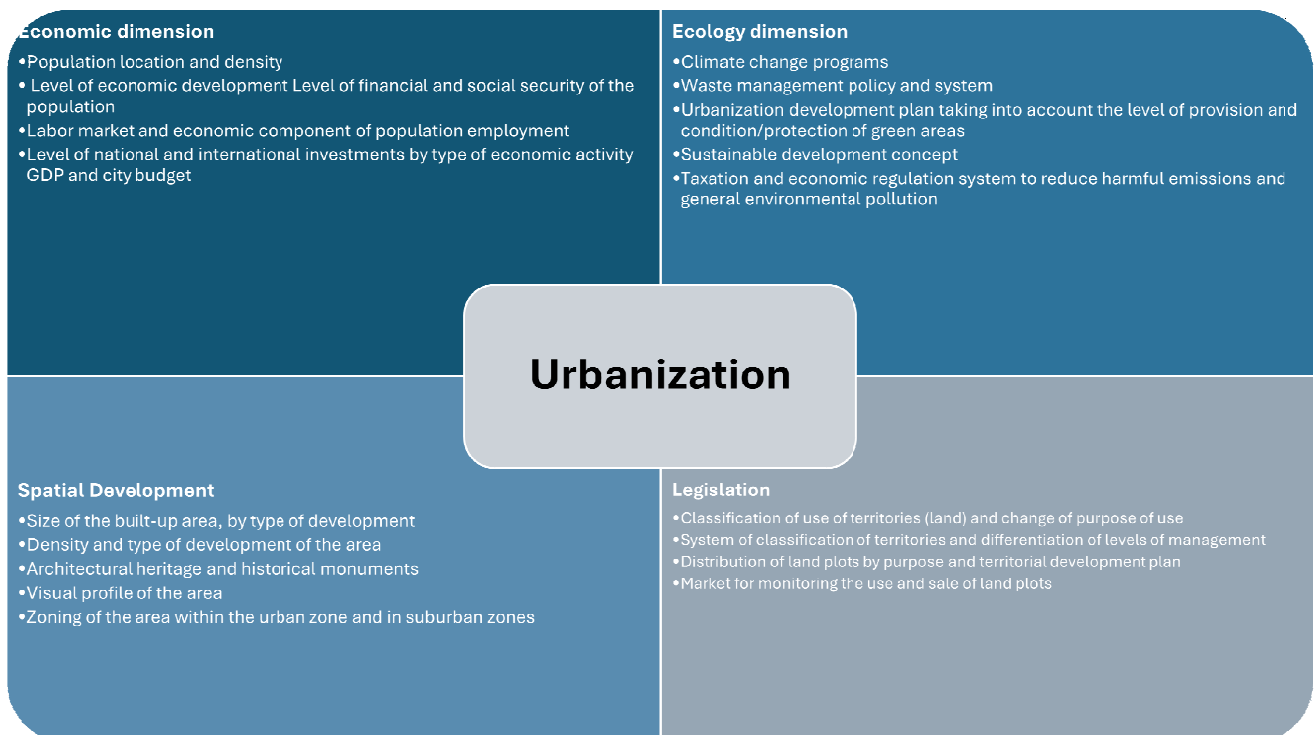 Economic dimension
•Population location and density
• Level of economic development Level of financial and social security of the
population
•Labor market and economic component of population employment
•Level of national and international investments by type of economic activity
GDP and city budget
Ecology dimension
•Climate change programs
•Waste management policy and system
•Urbanization development plan taking into account the level of provision and
condition/protection of green areas
•Sustainable development concept
•Taxation and economic regulation system to reduce harmful emissions and
general environmental pollution
Urbanization
Spatial Development
•Size of the built-up area, by type of development
•Density and type of development of the area
•Architectural heritage and historical monuments
•Visual profile of the area
•Zoning of the area within the urban zone and in suburban zones
Legislation
•Classification of use of territories (land) and change of purpose of use
•System of classification of territories and differentiation of levels of management
•Distribution of land plots by purpose and territorial development plan
•Market for monitoring the use and sale of land plots